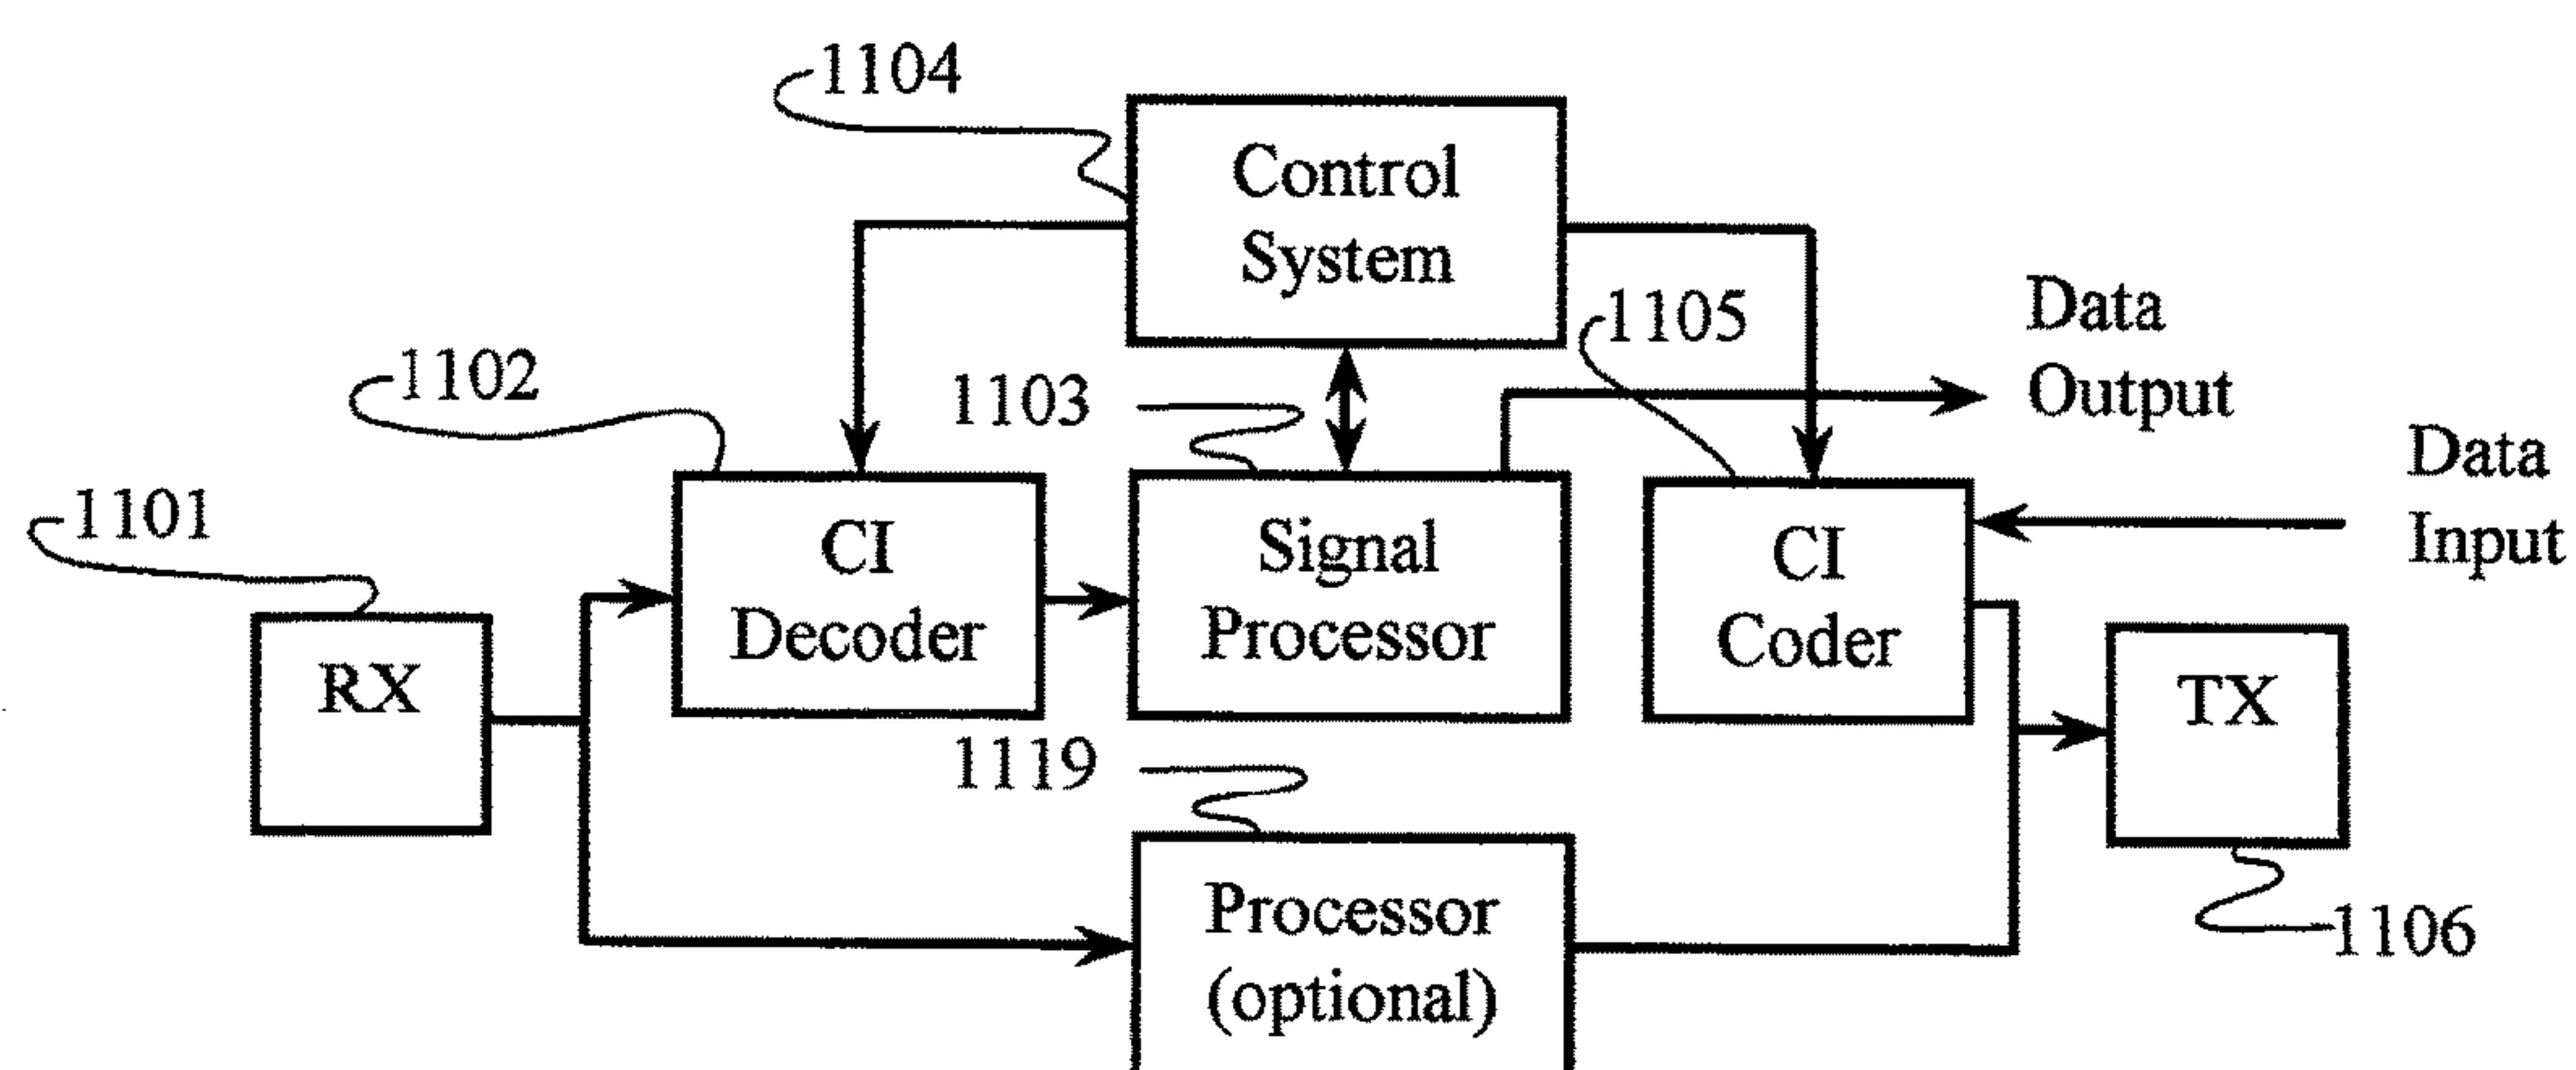 1104
Control
System
1105
Data
Output
1102
1103
Data
Input
1101
CI
Decoder
Signal
Processor
CI
Coder
RX
TX
1119
Processor
(optional)
1106